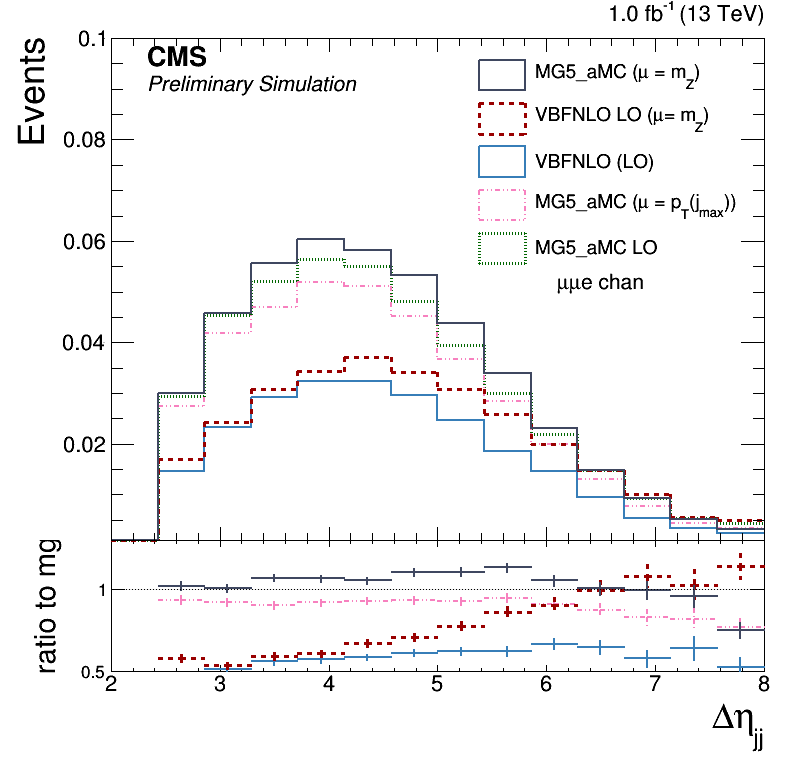 1.0 fb⁻¹ (13 TeV)
CMS
Preliminary Simulation
Events
0.1
0.08
0.06
0.04
0.02
MG5_aMC (μ = m_Z)
VBFNLO LO (μ= m_Z)
VBFNLO (LO)
MG5_aMC (μ = p_T(j_max))
MG5_aMC LO
μμe chan
ratio to mg
1
0.5
2 3 4 5 6 7 8
Δη_jj